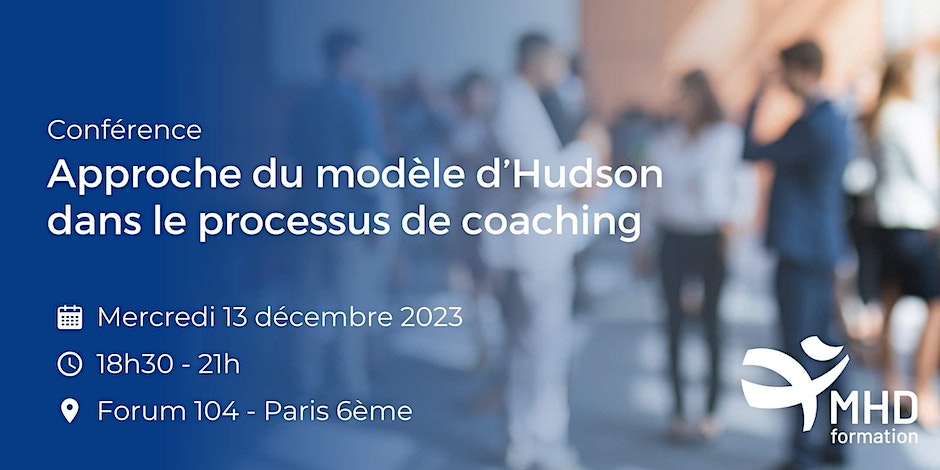 Conférence
Approche du modèle d’Hudson
dans le processus de coaching
Mercredi 13 décembre 2023
18h30 - 21h
Forum 104 - Paris 6ème
MHD
formation